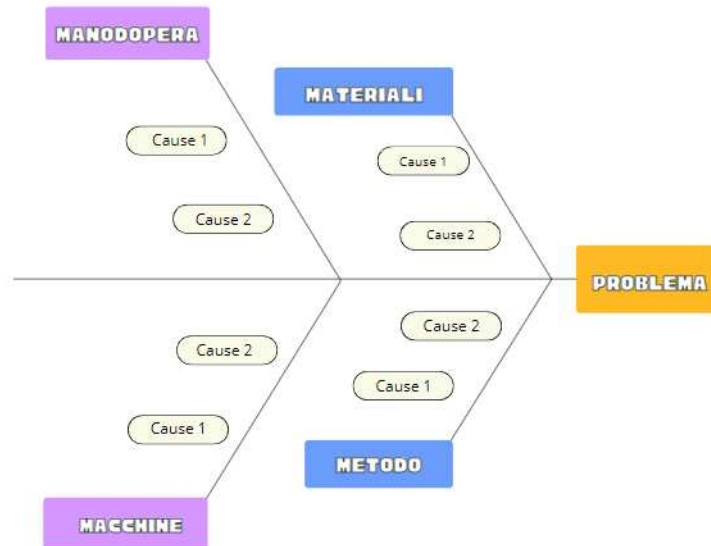 MANODOPERA
MATERIALI
Cause 1
Cause 1
Cause 2
Cause 2
PROBLEMA
Cause 2
Cause 2
Cause 1
Cause 1
METODO
MACCHINE